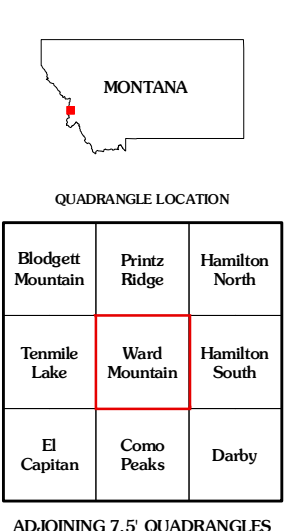 MONTANA
QUADRANGLE LOCATION
Blodgett Mountain
Printz Ridge
Hamilton North
Tenmile Lake
Ward Mountain
Hamilton South
El Capitan
Como Peaks
Darby
ADJOINING 7.5' QUADRANGLES